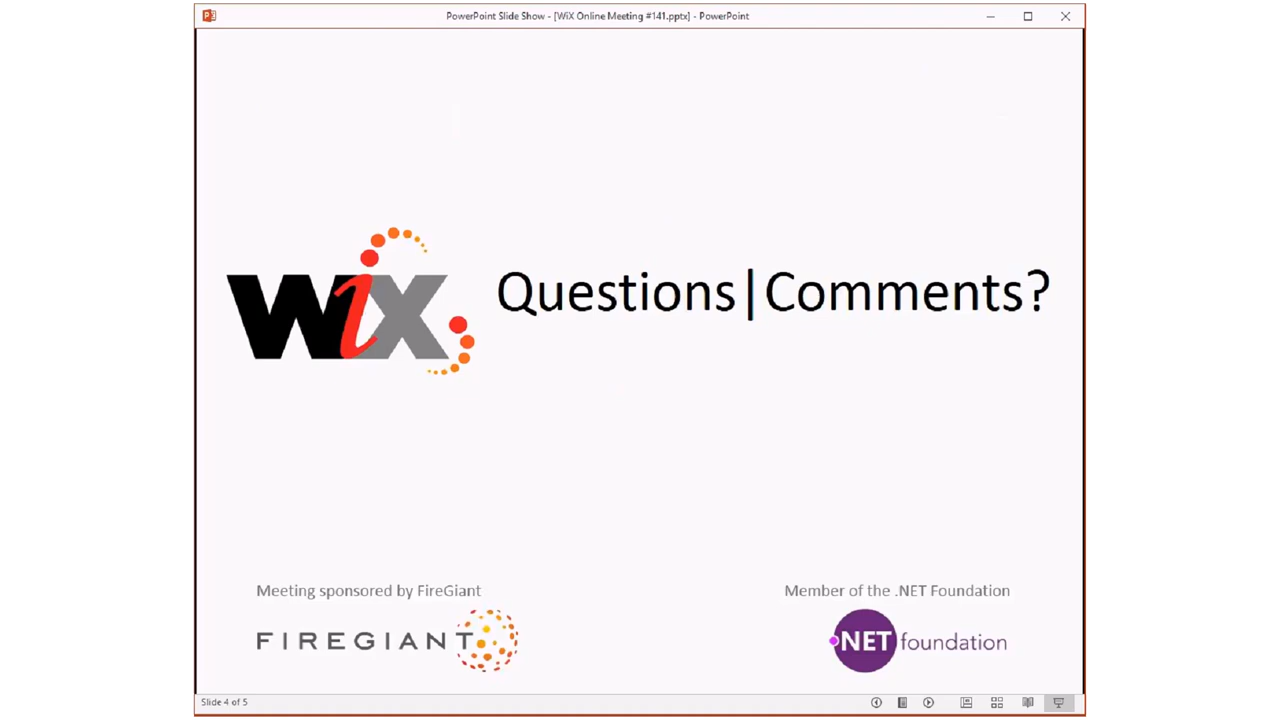 PowerPoint Slide Show - [WiX Online Meeting #141.pptx] - PowerPoint
WiX
Questions|Comments?
Meeting sponsored by FireGiant
Member of the .NET Foundation
FIREGIANT
.NET foundation
Slide 4 of 5